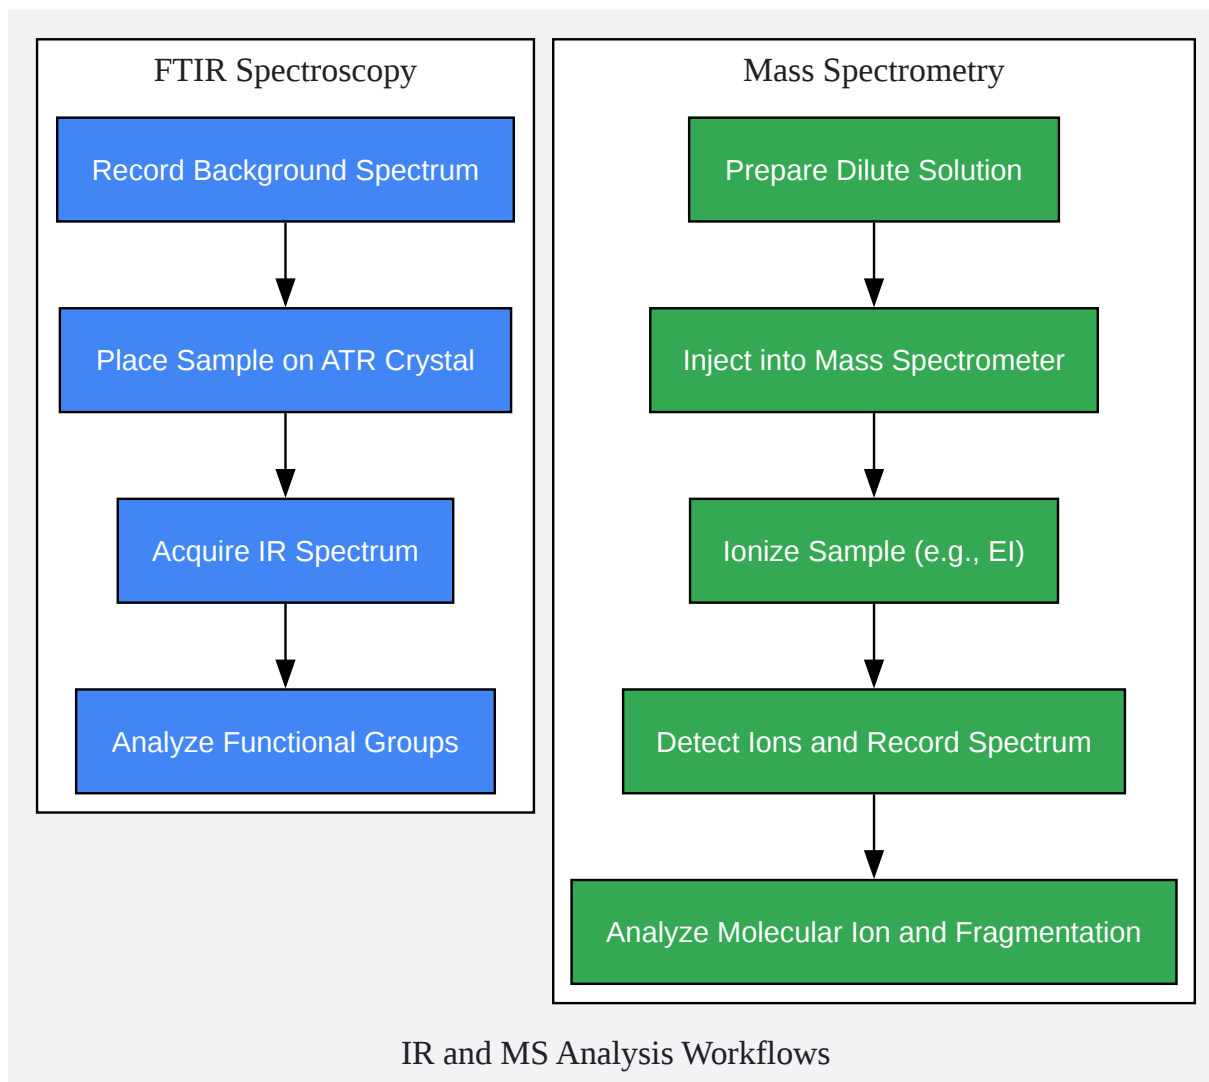 FTIR Spectroscopy
Record Background Spectrum
Place Sample on ATR Crystal
Acquire IR Spectrum
Analyze Functional Groups
Mass Spectrometry
Prepare Dilute Solution
Inject into Mass Spectrometer
Ionize Sample (e.g., EI)
Detect Ions and Record Spectrum
Analyze Molecular Ion and Fragmentation
IR and MS Analysis Workflows